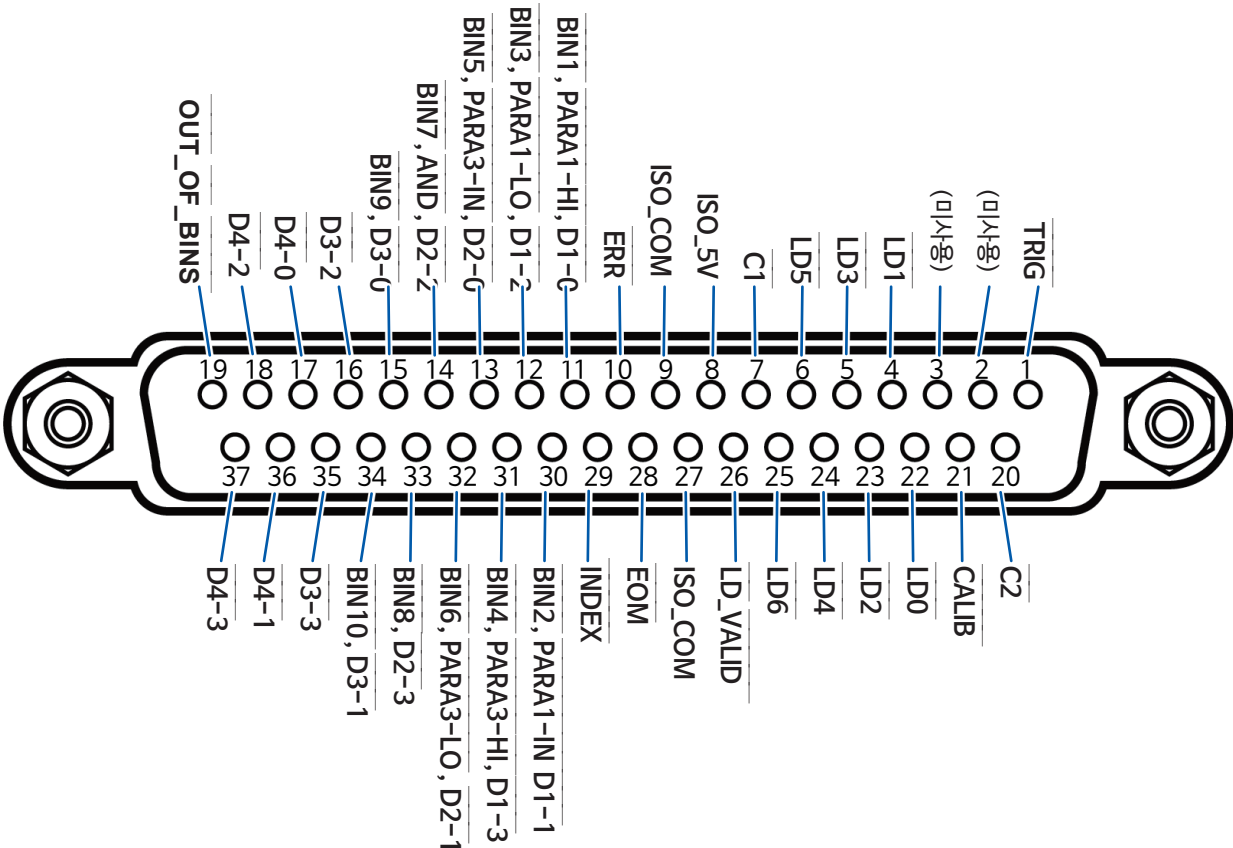 OUT_OF_BINS
D4-2
D4-0
D3-2
BIN9, D3-0
BIN7, AND, D2-2
BIN5, PARA3-IN, D2-0
BIN3, PARA1-LO, D1-2
BIN1, PARA1-HI, D1-0
ERR
ISO_COM
ISO_5V
C1
LD5
LD3
LD1
(미사용)
(미사용)
TRIG
19 18 17 16 15 14 13 12 11 10 9 8 7 6 5 4 3 2 1
37 36 35 34 33 32 31 30 29 28 27 26 25 24 23 22 21 20
D4-3
D4-1
D3-3
BIN10, D3-1
BIN8, D2-3
BIN6, PARA3-LO, D2-1
BIN4, PARA3-HI, D1-3
BIN2, PARA1-IN D1-1
INDEX
EOM
ISO_COM
LD_VALID
LD6
LD4
LD2
LD0
CALIB
C2